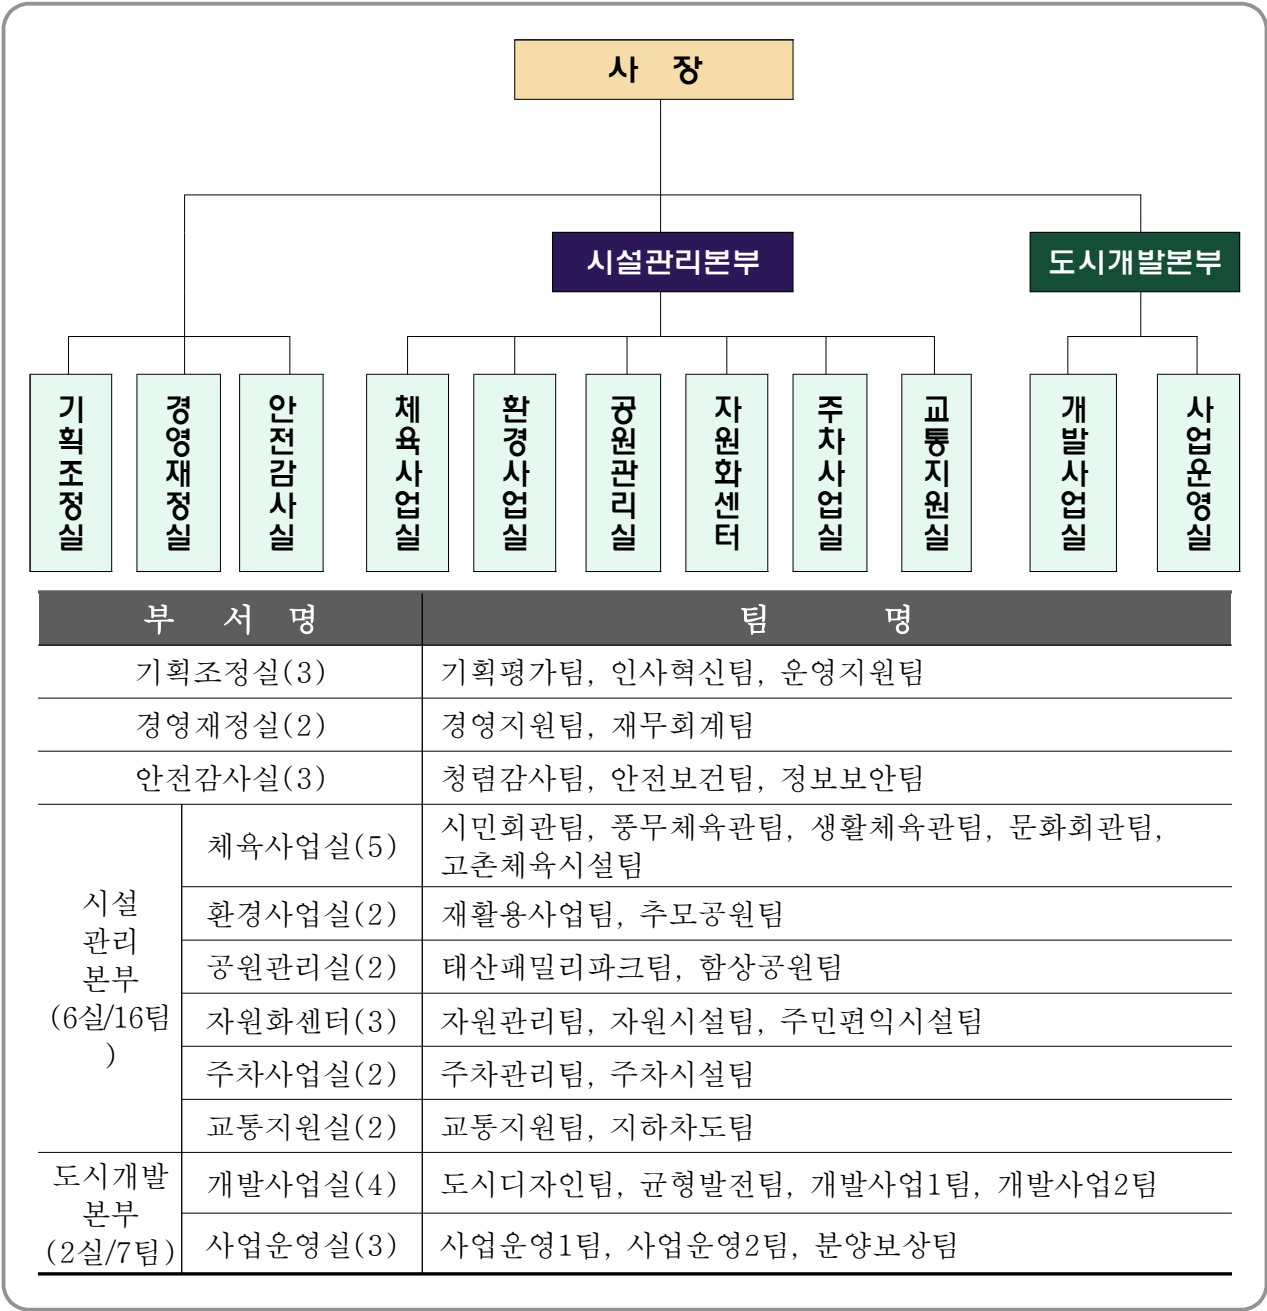 사 장
시설관리본부
도시개발본부
기획조정실
경영재정실
안전감사실
체육사업실
환경사업실
공원관리실
자원화센터
주차사업실
교통지원실
개발사업실
사업운영실
부 서 명
팀 명
기획조정실(3)
기획평가팀, 인사혁신팀, 운영지원팀
경영재정실(2)
경영지원팀, 재무회계팀
안전감사실(3)
청렴감사팀, 안전보건팀, 정보보안팀
시설
관리
본부
(6실/16팀
)
체육사업실(5)
시민회관팀, 풍무체육관팀, 생활체육관팀, 문화회관팀,
고촌체육시설팀
환경사업실(2)
재활용사업팀, 추모공원팀
공원관리실(2)
태산패밀리파크팀, 함상공원팀
자원화센터(3)
자원관리팀, 자원시설팀, 주민편익시설팀
주차사업실(2)
주차관리팀, 주차시설팀
교통지원실(2)
교통지원팀, 지하차도팀
도시개발
본부
(2실/7팀)
개발사업실(4)
도시디자인팀, 균형발전팀, 개발사업1팀, 개발사업2팀
사업운영실(3)
사업운영1팀, 사업운영2팀, 분양보상팀